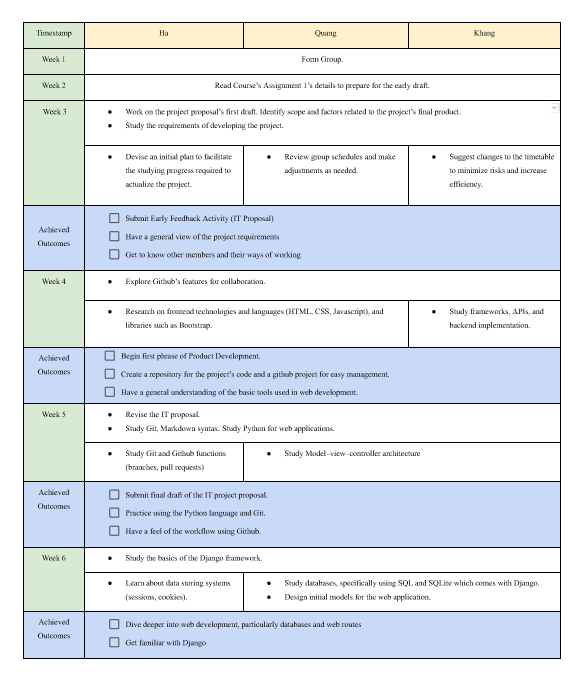 Timestamp
Ha
Quang
Khang
Week 1
Form Group.
Week 2
Read Course's Assignment 1's details to prepare for the early draft.
Week 3
● Work on the project proposal's first draft. Identify scope and factors related to the project's final product.
● Study the requirements of developing the project.
● Devise an initial plan to facilitate
the studying progress required to
actualize the project.
● Review group schedules and make
adjustments as needed.
● Suggest changes to the timetable
to minimize risks and increase
efficiency.
Achieved
Outcomes
Submit Early Feedback Activity (IT Proposal)
Have a general view of the project requirements
Get to know other members and their ways of working
Week 4
● Explore Github's features for collaboration.
● Research on frontend technologies and languages (HTML, CSS, Javascript), and
libraries such as Bootstrap.
● Study frameworks, APIs, and
backend implementation.
Achieved
Outcomes
Begin first phrase of Product Development.
Create a repository for the project's code and a github project for easy management.
Have a general understanding of the basic tools used in web development.
Week 5
● Revise the IT proposal.
● Study Git, Markdown syntax. Study Python for web applications.
● Study Git and Github functions
(branches, pull requests)
● Study Model–view–controller architecture
Achieved
Outcomes
Submit final draft of the IT project proposal.
Practice using the Python language and Git.
Have a feel of the workflow using Github.
Week 6
● Study the basics of the Django framework.
● Learn about data storing systems
(sessions, cookies).
● Study databases, specifically using SQL and SQLite which comes with Django.
● Design initial models for the web application.
Achieved
Outcomes
Dive deeper into web development, particularly databases and web routes
Get familiar with Django